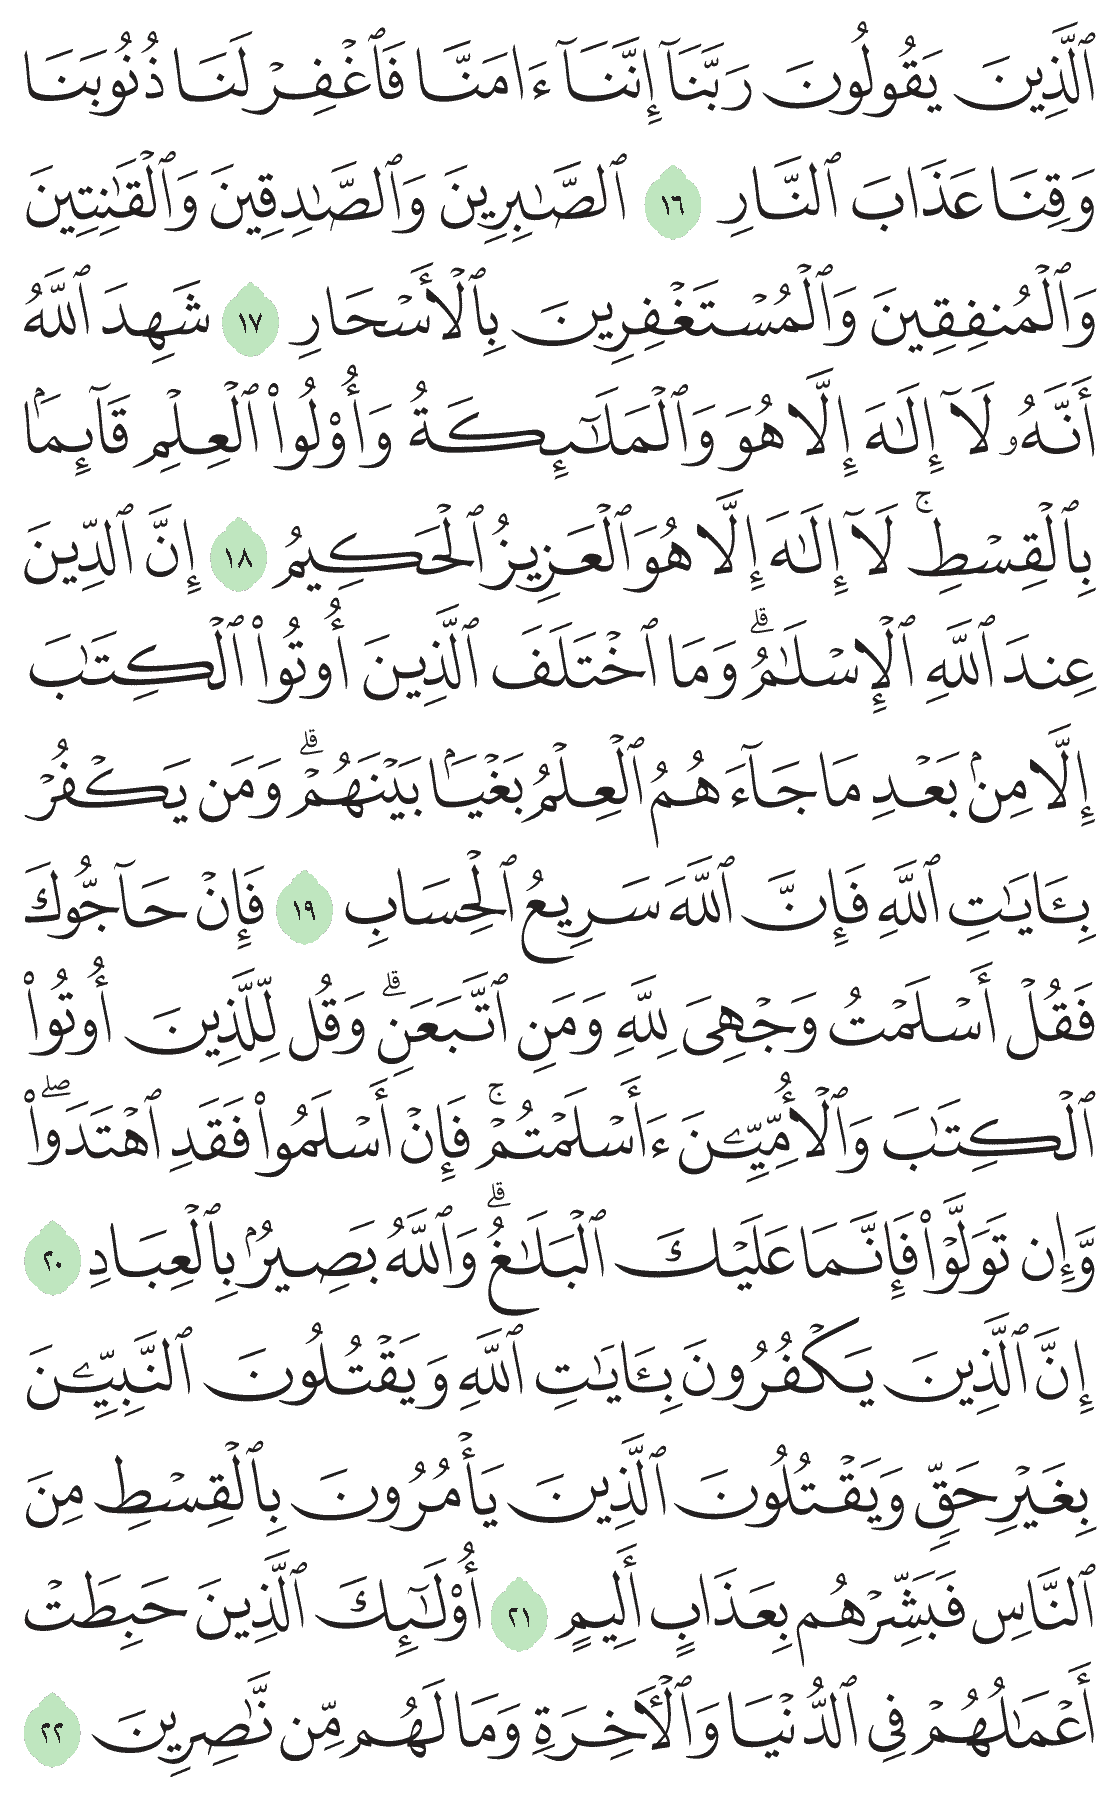 ٱلَّذِينَ يَقُولُونَ رَبَّنَآ إِنَّنَآ ءَامَنَّا فَٱغۡفِرۡ لَنَا ذُنُوبَنَا
وَقِنَا عَذَابَ ٱلنَّارِ ١٦ ٱلصَّٰبِرِينَ وَٱلصَّٰدِقِينَ وَٱلۡقَٰنِتِينَ
وَٱلۡمُنفِقِينَ وَٱلۡمُسۡتَغۡفِرِينَ بِٱلۡأَسۡحَارِ ١٧ شَهِدَ ٱللَّهُ
أَنَّهُۥ لَآ إِلَٰهَ إِلَّا هُوَ وَٱلۡمَلَٰٓئِكَةُ وَأُوْلُواْ ٱلۡعِلۡمِ قَآئِمَۢا
بِٱلۡقِسۡطِۚ لَآ إِلَٰهَ إِلَّا هُوَ ٱلۡعَزِيزُ ٱلۡحَكِيمُ ١٨ إِنَّ ٱلدِّينَ
عِندَ ٱللَّهِ ٱلۡإِسۡلَٰمُۗ وَمَا ٱخۡتَلَفَ ٱلَّذِينَ أُوتُواْ ٱلۡكِتَٰبَ
إِلَّا مِنۢ بَعۡدِ مَا جَآءَهُمُ ٱلۡعِلۡمُ بَغۡيَۢا بَيۡنَهُمۡۗ وَمَن يَكۡفُرۡ
بِـَٔايَٰتِ ٱللَّهِ فَإِنَّ ٱللَّهَ سَرِيعُ ٱلۡحِسَابِ ١٩ فَإِنۡ حَآجُّوكَ
فَقُلۡ أَسۡلَمۡتُ وَجۡهِيَ لِلَّهِ وَمَنِ ٱتَّبَعَنِۗ وَقُل لِّلَّذِينَ أُوتُواْ
ٱلۡكِتَٰبَ وَٱلۡأُمِّيِّـۧنَ ءَأَسۡلَمۡتُمۡۚ فَإِنۡ أَسۡلَمُواْ فَقَدِ ٱهۡتَدَواْۖ
وَّإِن تَوَلَّوۡاْ فَإِنَّمَا عَلَيۡكَ ٱلۡبَلَٰغُۗ وَٱللَّهُ بَصِيرُۢ بِٱلۡعِبَادِ ٢٠
إِنَّ ٱلَّذِينَ يَكۡفُرُونَ بِـَٔايَٰتِ ٱللَّهِ وَيَقۡتُلُونَ ٱلنَّبِيِّـۧنَ
بِغَيۡرِ حَقّٖ وَيَقۡتُلُونَ ٱلَّذِينَ يَأۡمُرُونَ بِٱلۡقِسۡطِ مِنَ
ٱلنَّاسِ فَبَشِّرۡهُم بِعَذَابٍ أَلِيمٍ ٢١ أُوْلَٰٓئِكَ ٱلَّذِينَ حَبِطَتۡ
أَعۡمَٰلُهُمۡ فِي ٱلدُّنۡيَا وَٱلۡأٓخِرَةِ وَمَا لَهُم مِّن نَّٰصِرِينَ ٢٢